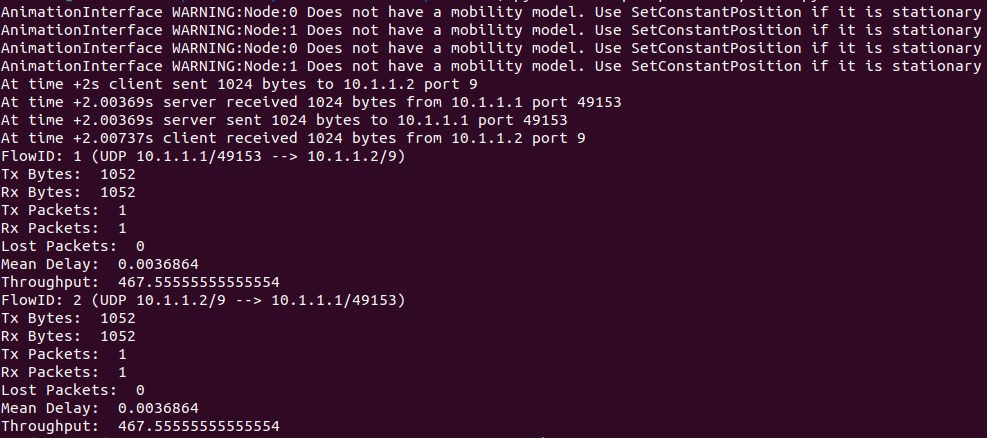 AnimationInterface WARNING:Node:0 Does not have a mobility model. Use SetConstantPosition if it is stationary
AnimationInterface WARNING:Node:1 Does not have a mobility model. Use SetConstantPosition if it is stationary
AnimationInterface WARNING:Node:0 Does not have a mobility model. Use SetConstantPosition if it is stationary
AnimationInterface WARNING:Node:1 Does not have a mobility model. Use SetConstantPosition if it is stationary
At time +2s client sent 1024 bytes to 10.1.1.2 port 9
At time +2.00369s server received 1024 bytes from 10.1.1.1 port 49153
At time +2.00369s server sent 1024 bytes to 10.1.1.1 port 49153
At time +2.00737s client received 1024 bytes from 10.1.1.2 port 9
FlowID: 1 (UDP 10.1.1.1/49153 --> 10.1.1.2/9)
Tx Bytes:  1052
Rx Bytes:  1052
Tx Packets:  1
Rx Packets:  1
Lost Packets:  0
Mean Delay:  0.0036864
Throughput:  467.55555555555554
FlowID: 2 (UDP 10.1.1.2/9 --> 10.1.1.1/49153)
Tx Bytes:  1052
Rx Bytes:  1052
Tx Packets:  1
Rx Packets:  1
Lost Packets:  0
Mean Delay:  0.0036864
Throughput:  467.55555555555554